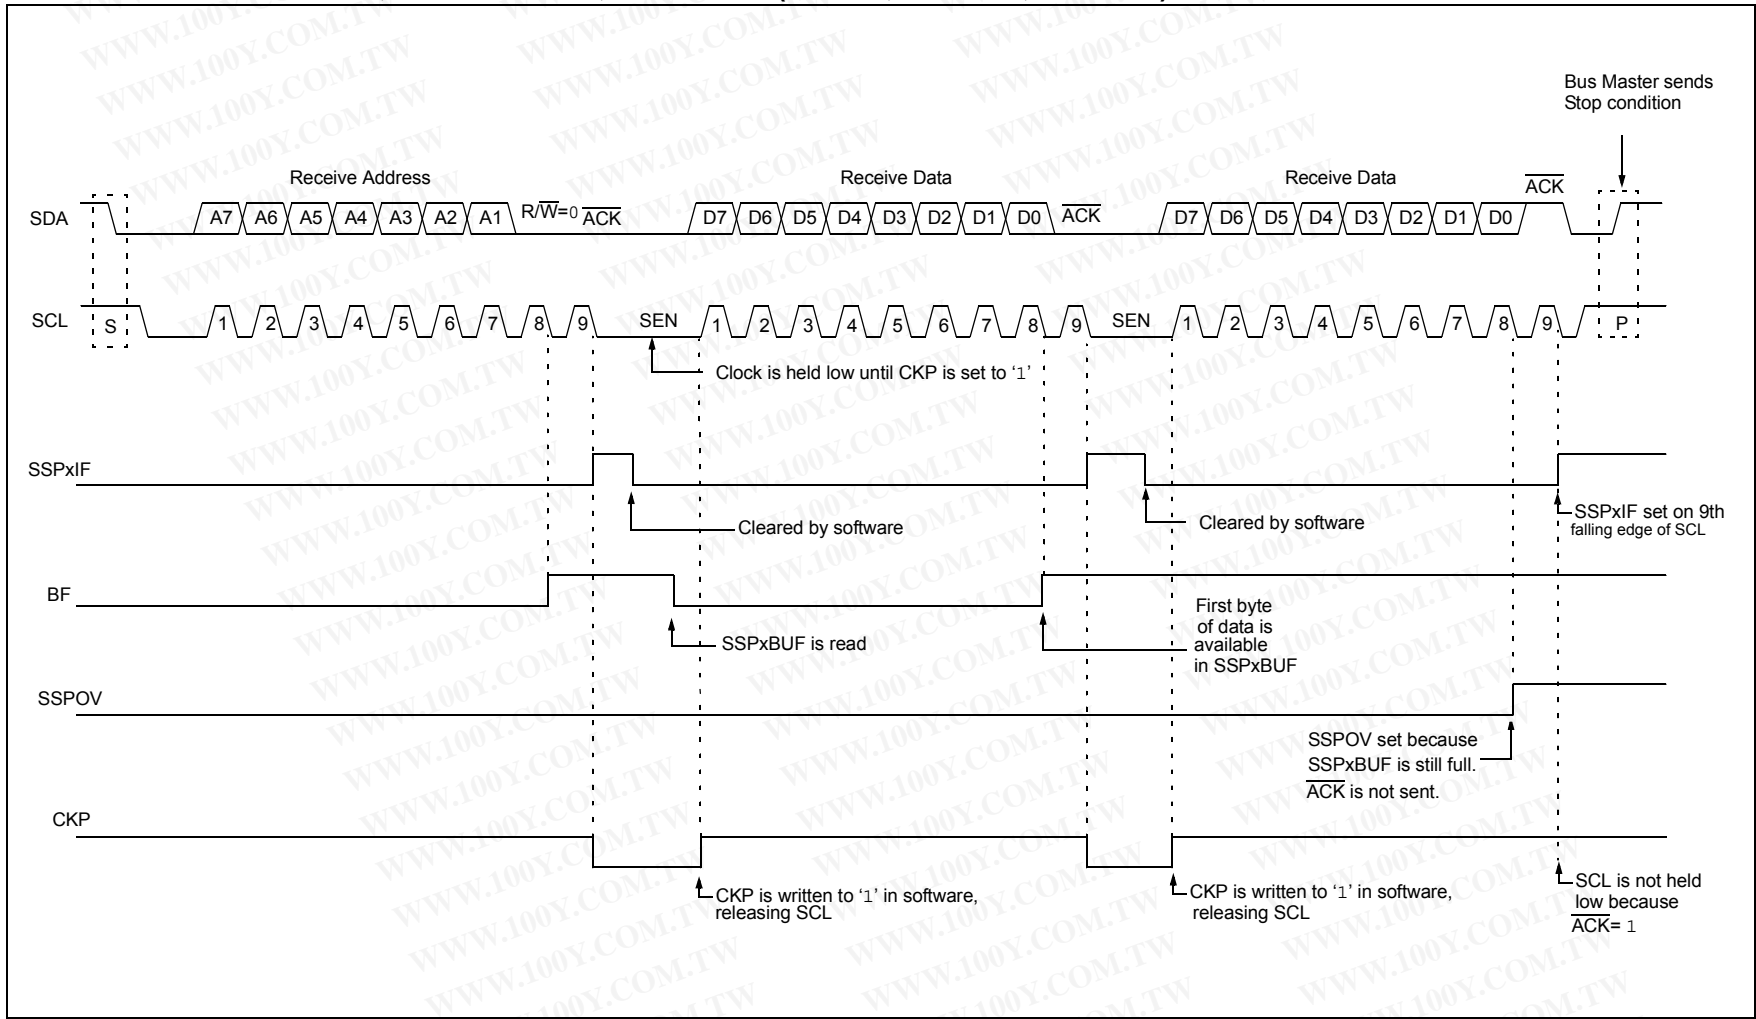 Bus Master sends
Stop condition
Receive Address
Receive Data
Receive Data
ACK
SDA
A7 A6 A5 A4 A3 A2 A1 R/W=0 ACK D7 D6 D5 D4 D3 D2 D1 D0 ACK D7 D6 D5 D4 D3 D2 D1 D0
SCL S 1 2 3 4 5 6 7 8 9 SEN 1 2 3 4 5 6 7 8 9 SEN 1 2 3 4 5 6 7 8 9 P
Clock is held low until CKP is set to ‘1’
SSPxIF
Cleared by software
Cleared by software
SSPxIF set on 9th
falling edge of SCL
BF
SSPxBUF is read
First byte
of data is
available
in SSPxBUF
SSPOV
SSPOV set because
SSPxBUF is still full.
ACK is not sent.
CKP
CKP is written to ‘1’ in software,
releasing SCL
CKP is written to ‘1’ in software,
releasing SCL
SCL is not held
low because
ACK= 1
WWW.100Y.COM.TW